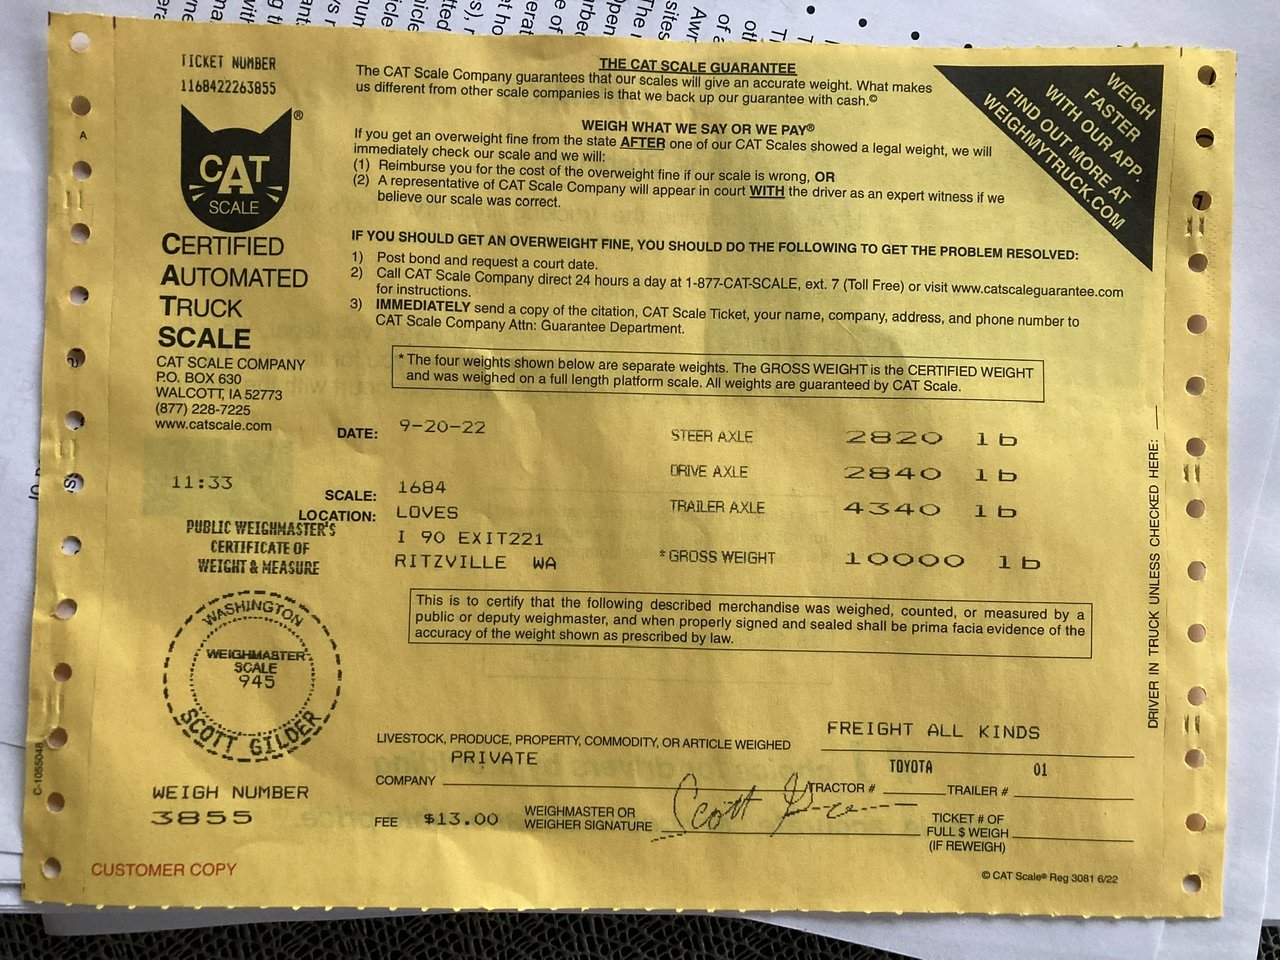 TICKET NUMBER
1168422263855
CAT
SCALE
®
CERTIFIED
AUTOMATED
TRUCK
SCALE
CAT SCALE COMPANY
P.O. BOX 630
WALCOTT, IA 52773
(877) 228-7225
www.catscale.com
THE CAT SCALE GUARANTEE
The CAT Scale Company guarantees that our scales will give an accurate weight. What makes
us different from other scale companies is that we back up our guarantee with cash.©
WEIGH WHAT WE SAY OR WE PAY®
If you get an overweight fine from the state AFTER one of our CAT Scales showed a legal weight, we will
immediately check our scale and we will:
(1) Reimburse you for the cost of the overweight fine if our scale is wrong, OR
(2) A representative of CAT Scale Company will appear in court WITH the driver as an expert witness if we
believe our scale was correct.
IF YOU SHOULD GET AN OVERWEIGHT FINE, YOU SHOULD DO THE FOLLOWING TO GET THE PROBLEM RESOLVED:
1) Post bond and request a court date.
2) Call CAT Scale Company direct 24 hours a day at 1-877-CAT-SCALE, ext. 7 (Toll Free) or visit www.catscaleguarantee.com
for instructions.
3) IMMEDIATELY send a copy of the citation, CAT Scale Ticket, your name, company, address, and phone number to
CAT Scale Company Attn: Guarantee Department.
WEIGH
FASTER
WITH OUR APP.
FIND OUT MORE AT
WEIGHMYTRUCK.COM
* The four weights shown below are separate weights. The GROSS WEIGHT is the CERTIFIED WEIGHT
and was weighed on a full length platform scale. All weights are guaranteed by CAT Scale.
DATE: 9-20-22
11:33
SCALE: 1684
LOCATION: LOVES
I 90 EXIT221
RITZVILLE WA
STEER AXLE 2820 lb
DRIVE AXLE 2840 lb
TRAILER AXLE 4340 lb
* GROSS WEIGHT 10000 lb
PUBLIC WEIGHMASTER'S
CERTIFICATE OF
WEIGHT & MEASURE
This is to certify that the following described merchandise was weighed, counted, or measured by a
public or deputy weighmaster, and when properly signed and sealed shall be prima facia evidence of the
accuracy of the weight shown as prescribed by law.
WASHINGTON
WEIGHMASTER
SCALE
945
SCOTT GILDER
DRIVER IN TRUCK UNLESS CHECKED HERE:
FREIGHT ALL KINDS
LIVESTOCK, PRODUCE, PROPERTY, COMMODITY, OR ARTICLE WEIGHED
PRIVATE
TOYOTA
01
COMPANY
TRACTOR #
TRAILER #
WEIGH NUMBER
3855
FEE $13.00
WEIGHMASTER OR
WEIGHER SIGNATURE
Scott
TICKET # OF
FULL $ WEIGH
(IF REWEIGH)
CUSTOMER COPY
© CAT Scale® Reg 3081 6/22
C-1055048
A